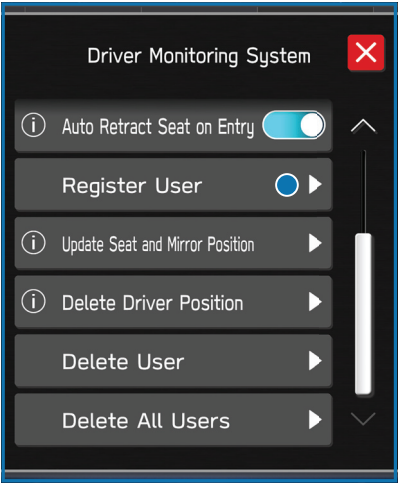 Driver Monitoring System
Auto Retract Seat on Entry
Register User
Update Seat and Mirror Position
Delete Driver Position
Delete User
Delete All Users